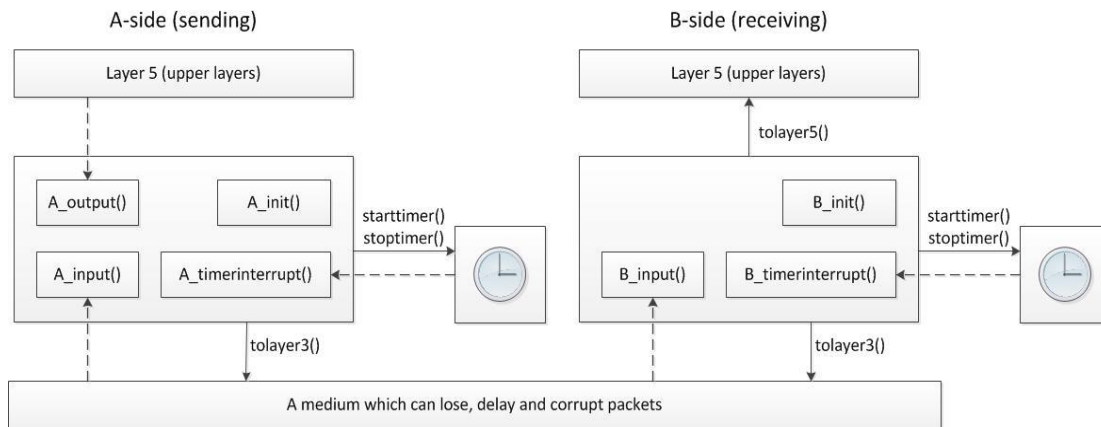 A-side (sending)
Layer 5 (upper layers)
A_output()
A_init()
starttimer()
stoptimer()
A_input()
A_timerinterrupt()
tolayer3()
B-side (receiving)
Layer 5 (upper layers)
tolayer5()
B_init()
starttimer()
stoptimer()
B_input()
B_timerinterrupt()
tolayer3()
A medium which can lose, delay and corrupt packets